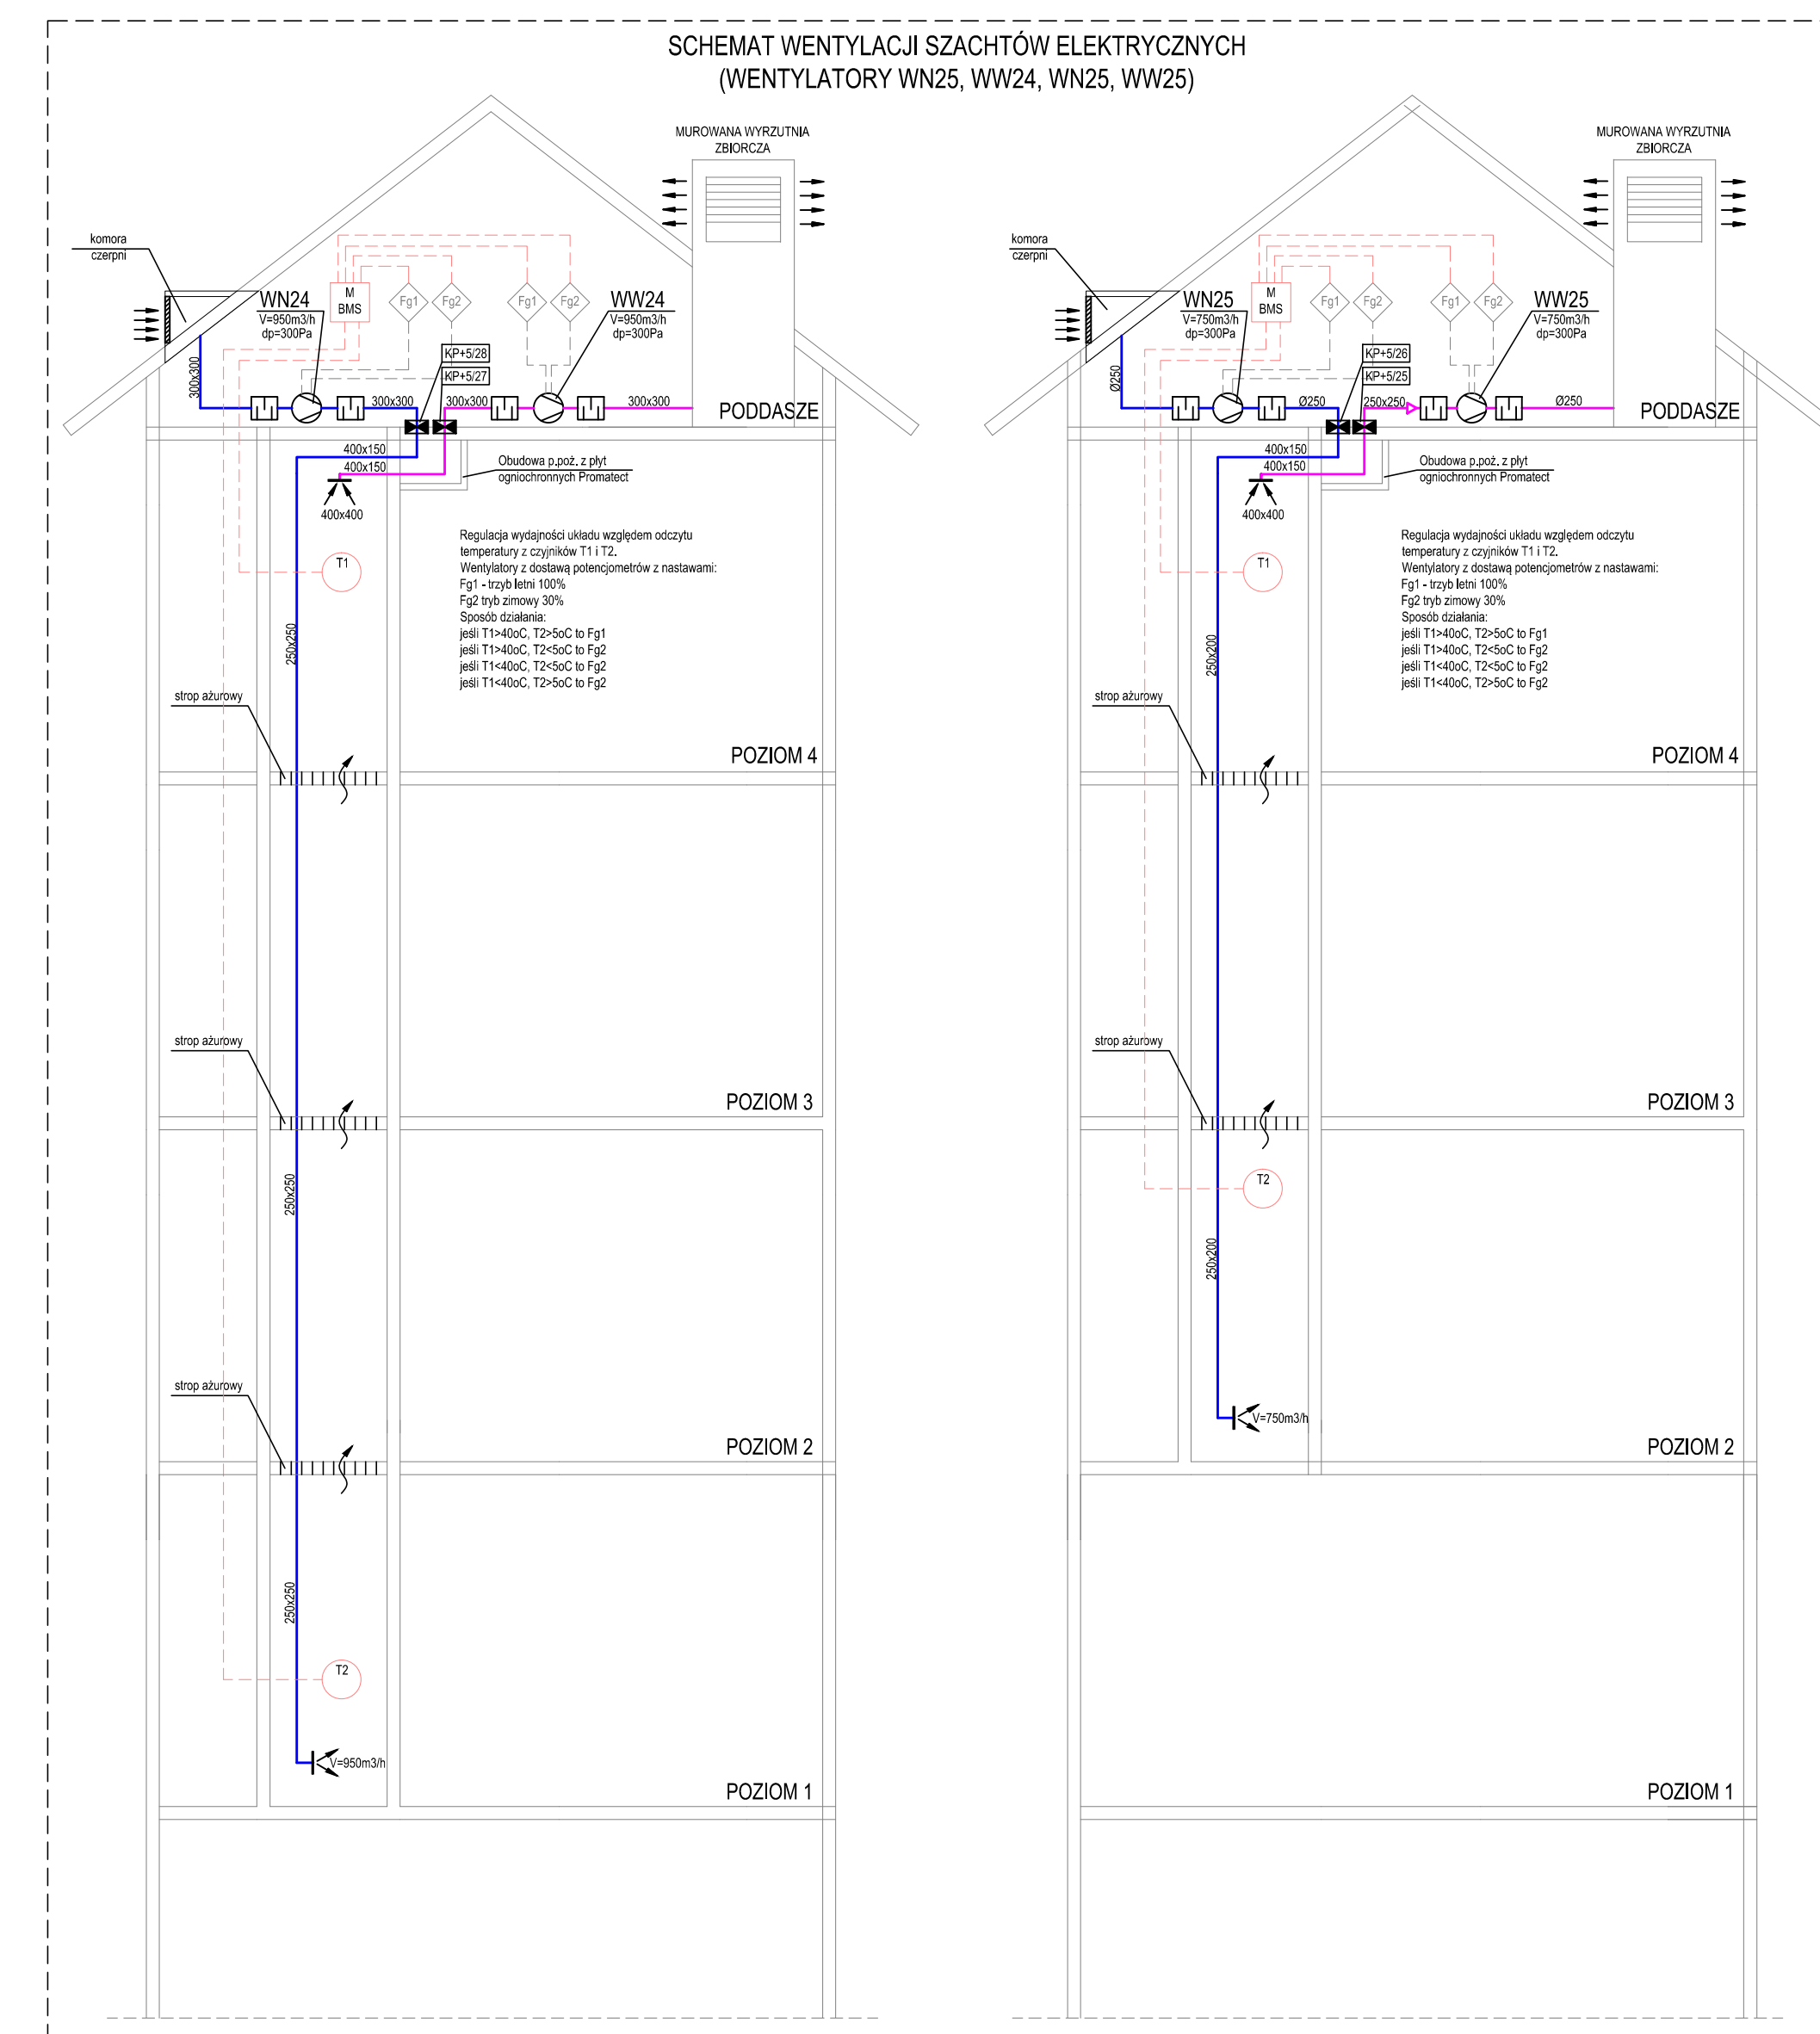 SCHEMAT WENTYLACJI SZACHTÓW ELEKTRYCZNYCH
(WENTYLATORY WN25, WW24, WN25, WW25)
MUROWANA WYRZUTNIA
ZBIORCZA
komora
czerpni
WN24
V=950m3/h
dp=300Pa
M
BMS
Fg1
Fg2
Fg1
Fg2
WW24
V=950m3/h
dp=300Pa
KP+5/28
KP+5/27
300x300
300x300
300x300
300x300
PODDASZE
400x150
400x150
400x400
Obudowa p.poż. z płyt
ogniochronnych Promatect
T1
Regulacja wydajności układu względem odczytu
temperatury z czyjników T1 i T2.
Wentylatory z dostawą potencjometrów z nastawami:
Fg1 - trzyb letni 100%
Fg2 tryb zimowy 30%
Sposób działania:
jeśli T1>40oC, T2>5oC to Fg1
jeśli T1>40oC, T2<5oC to Fg2
jeśli T1<40oC, T2<5oC to Fg2
jeśli T1<40oC, T2>5oC to Fg2
250x250
strop ażurowy
POZIOM 4
strop ażurowy
POZIOM 3
250x250
strop ażurowy
POZIOM 2
250x250
T2
V=950m3/h
POZIOM 1
MUROWANA WYRZUTNIA
ZBIORCZA
komora
czerpni
WN25
V=750m3/h
dp=300Pa
M
BMS
Fg1
Fg2
Fg1
Fg2
WW25
V=750m3/h
dp=300Pa
KP+5/26
KP+5/25
Ø250
Ø250
250x250
Ø250
PODDASZE
400x150
400x150
400x400
Obudowa p.poż. z płyt
ogniochronnych Promatect
T1
Regulacja wydajności układu względem odczytu
temperatury z czyjników T1 i T2.
Wentylatory z dostawą potencjometrów z nastawami:
Fg1 - trzyb letni 100%
Fg2 tryb zimowy 30%
Sposób działania:
jeśli T1>40oC, T2>5oC to Fg1
jeśli T1>40oC, T2<5oC to Fg2
jeśli T1<40oC, T2<5oC to Fg2
jeśli T1<40oC, T2>5oC to Fg2
250x200
strop ażurowy
POZIOM 4
strop ażurowy
POZIOM 3
T2
250x200
V=750m3/h
POZIOM 2
POZIOM 1